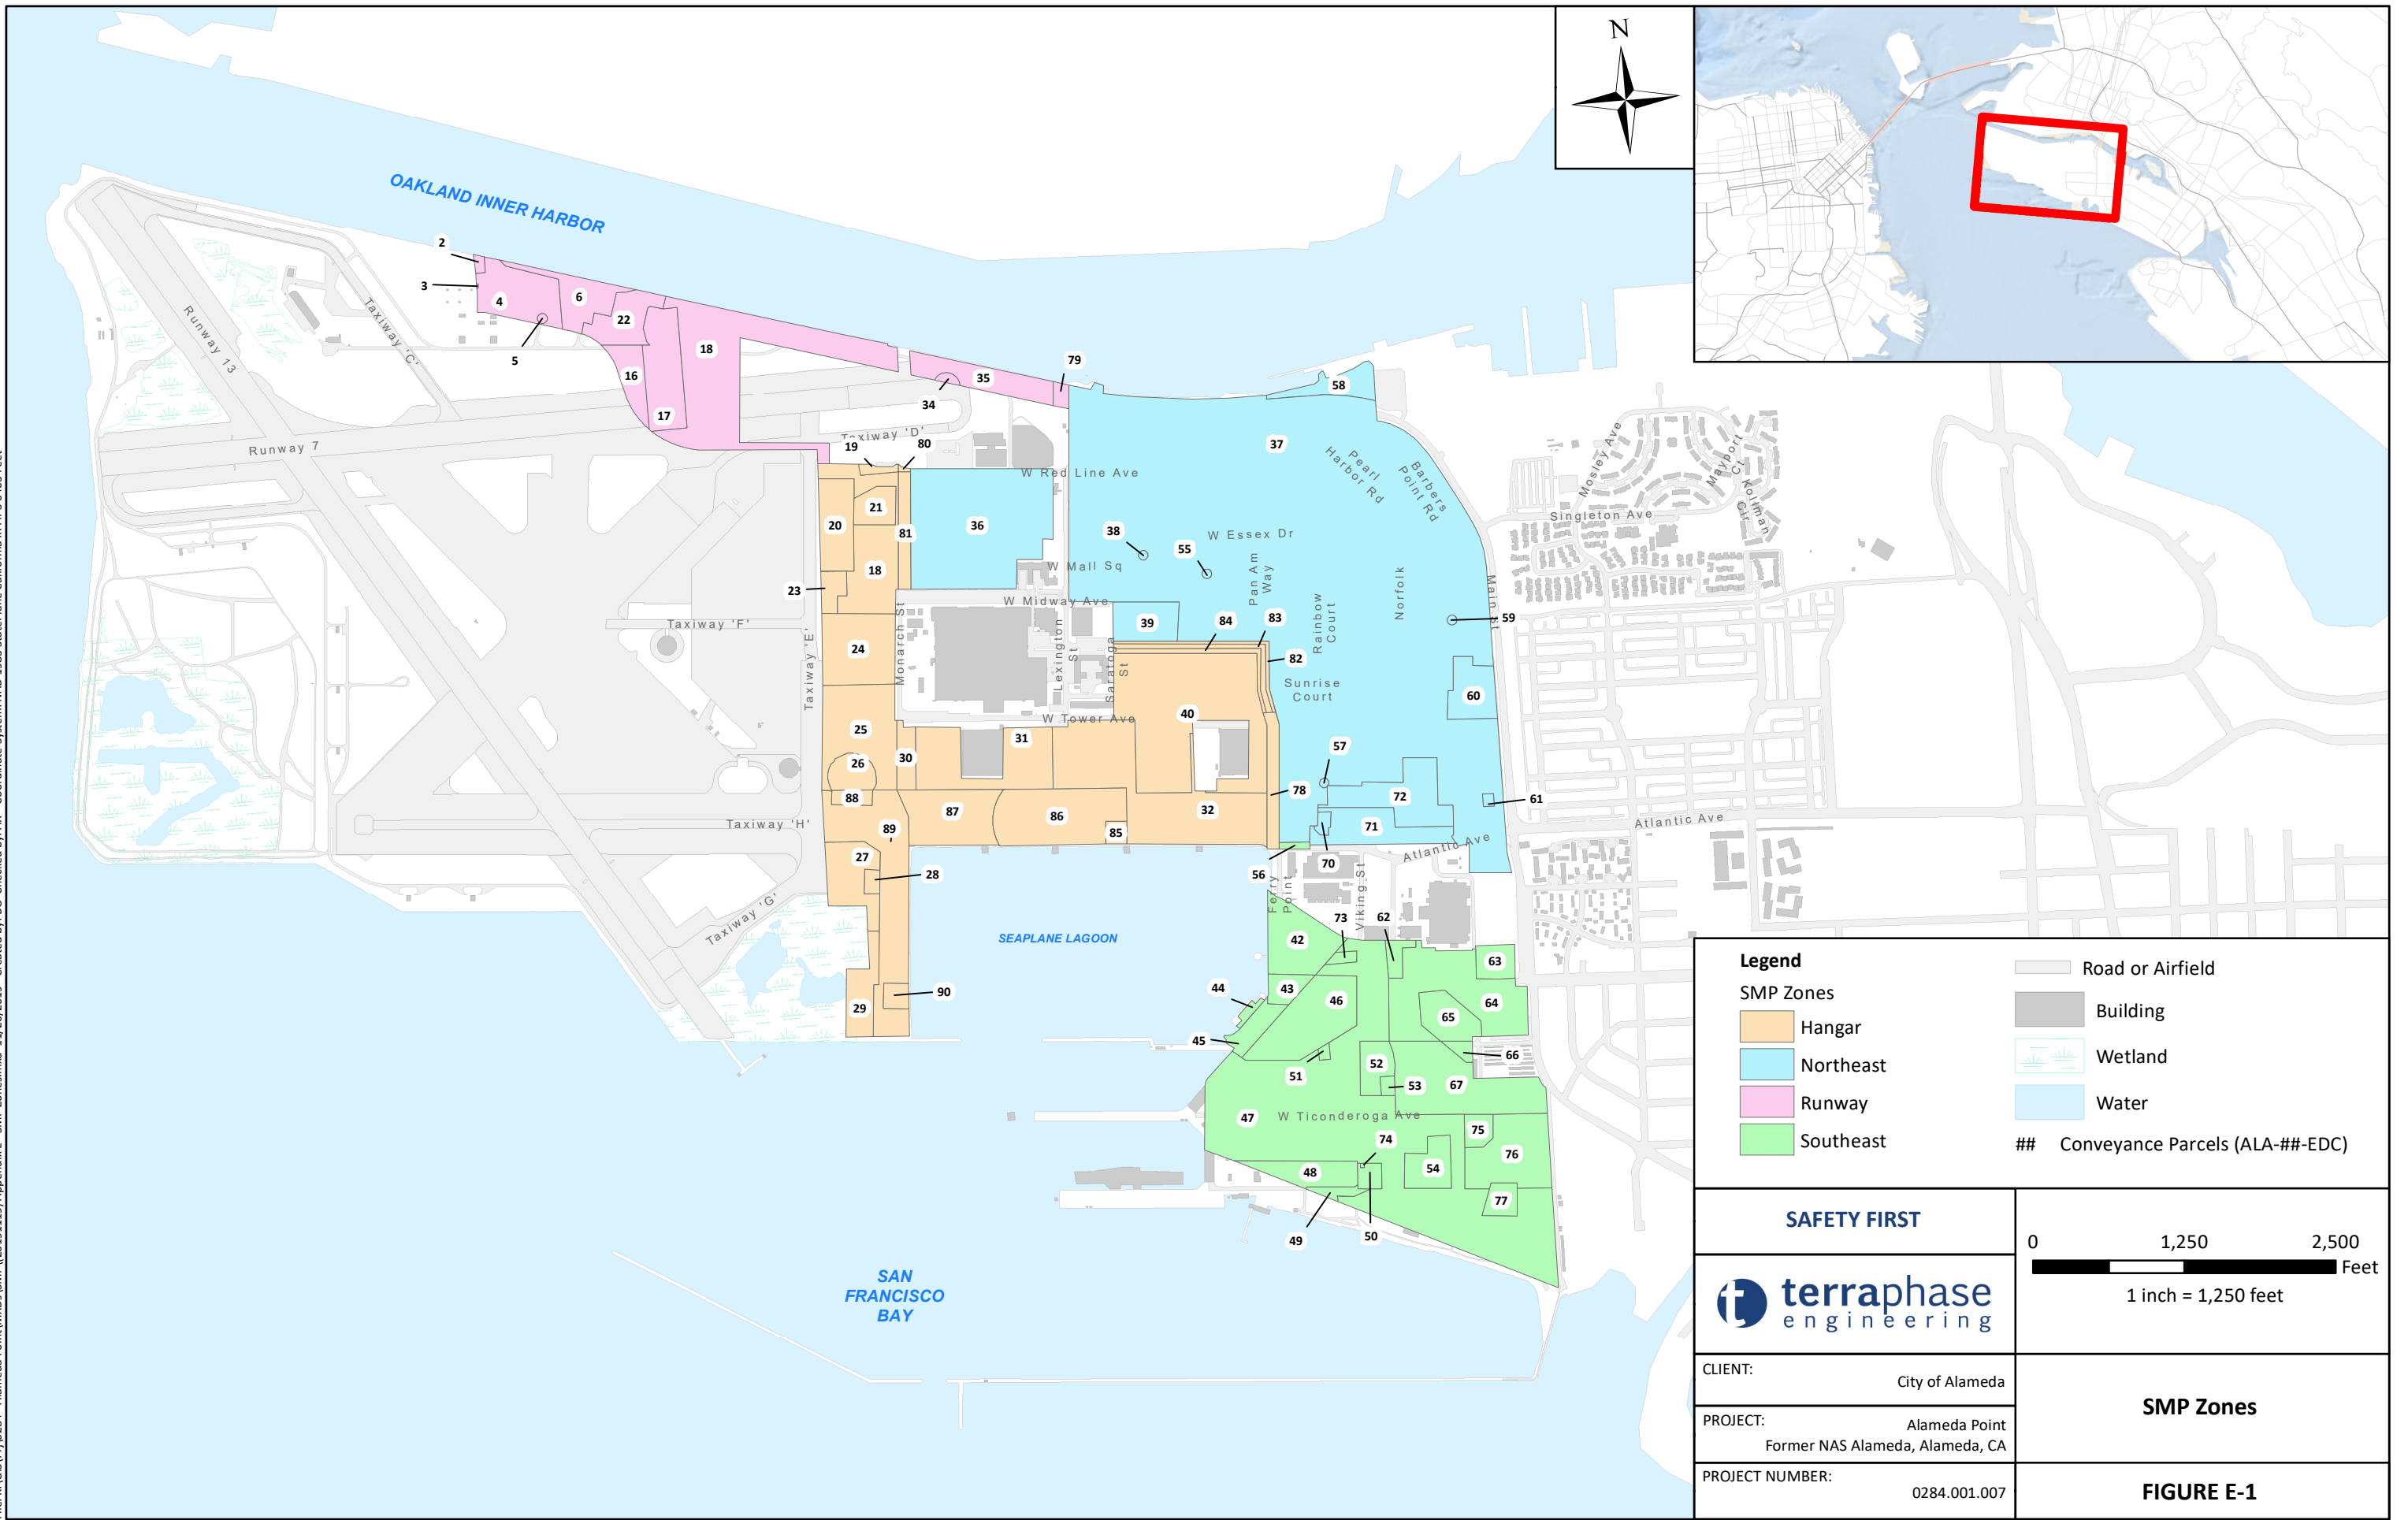 N
OAKLAND INNER HARBOR
2
3
4
5
6
22
18
16
17
35
79
34
58
Runway 13
Taxiway 'C'
Runway 7
Taxiway 'D'
19
80
W Red Line Ave
37
Pearl
Harbor Rd
Barbers
Point Rd
Mosley Ave
Mayport
Ct
Kolman
Cir
Singleton Ave
20
21
81
36
38
55
W Essex Dr
W Mall Sq
Pan Am
Way
18
23
W Midway Ave
Monarch St
Rainbow
Court
Norfolk
Main St
59
Taxiway 'F'
Taxiway 'E'
39
84
83
82
24
Lexington
St
Saratoga
St
Sunrise
Court
60
W Tower Ave
40
25
31
30
26
57
88
78
72
61
Taxiway 'H'
87
86
85
32
89
71
Atlantic Ave
Atlantic Ave
27
28
56
70
Taxiway 'G'
Ferry
Point
Viking St
73
62
SEAPLANE LAGOON
42
63
90
29
44
43
46
64
65
45
51
52
66
53
67
47
W Ticonderoga Ave
74
75
76
48
54
77
49
50
SAN
FRANCISCO
BAY
Legend
SMP Zones
Hangar
Northeast
Runway
Southeast
Road or Airfield
Building
Wetland
Water
## Conveyance Parcels (ALA-##-EDC)
SAFETY FIRST
terraphase
engineering
0 1,250 2,500
Feet
1 inch = 1,250 feet
CLIENT:
City of Alameda
PROJECT:
Alameda Point
Former NAS Alameda, Alameda, CA
PROJECT NUMBER:
0284.001.007
SMP Zones
FIGURE E-1